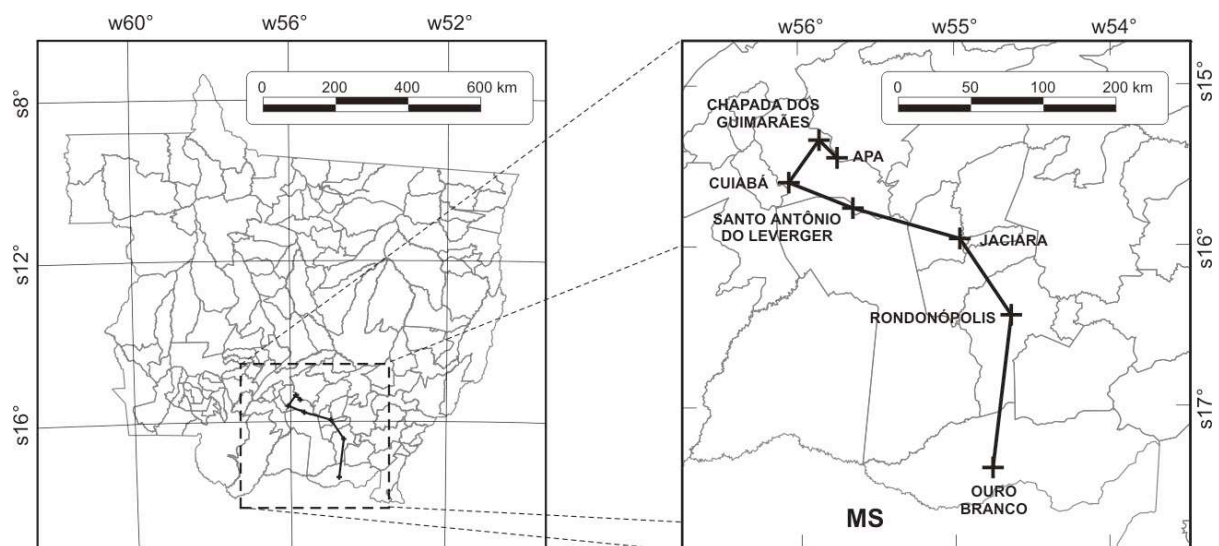 w60° w56° w52°
0 200 400 600 km
s8°
s12°
s16°
w56° w55° w54°
0 50 100 200 km
s15°
CHAPADA DOS
GUIMARÃES
APA
CUIABÁ
SANTO ANTÔNIO
DO LEVERGER
JACIARA
s16°
RONDONÓPOLIS
s17°
OURO
BRANCO
MS